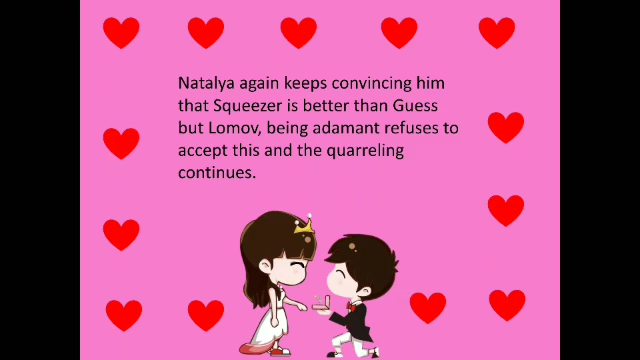 Natalya again keeps convincing him
that Squeezer is better than Guess
but Lomov, being adamant refuses to
accept this and the quarreling
continues.